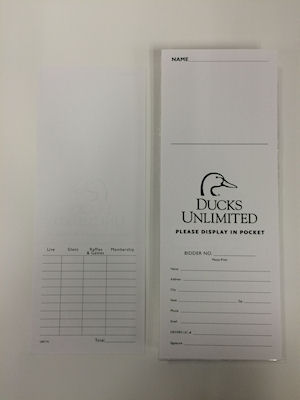 Live Silent Raffles Membership
& Games
Total
NAME
DUCKS
UNLIMITED
PLEASE DISPLAY IN POCKET
BIDDER NO.
Please Print
Name
Address
City
State Zip
Phone
Email
Signature